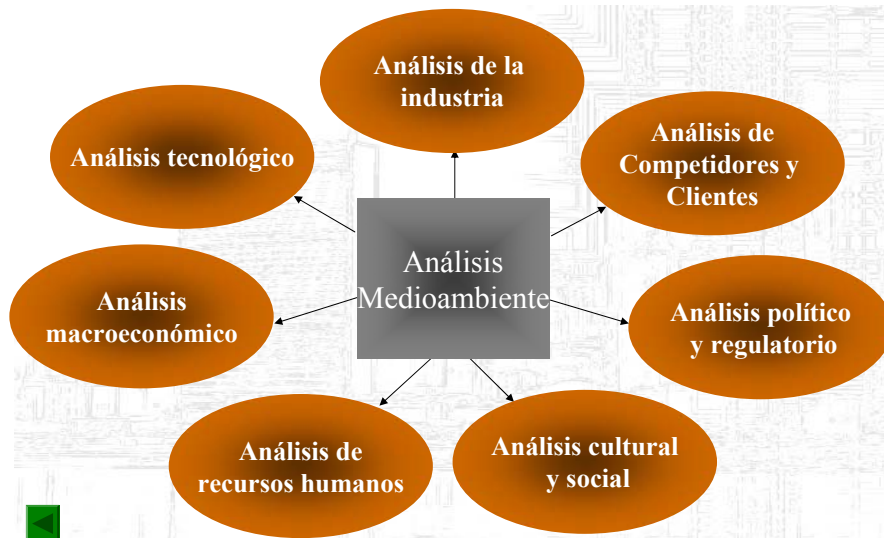 Análisis de la
industria
Análisis tecnológico
Análisis de
Competidores y
Clientes
Análisis
Medioambiente
Análisis
macroeconómico
Análisis político
y regulatorio
Análisis de
recursos humanos
Análisis cultural
y social